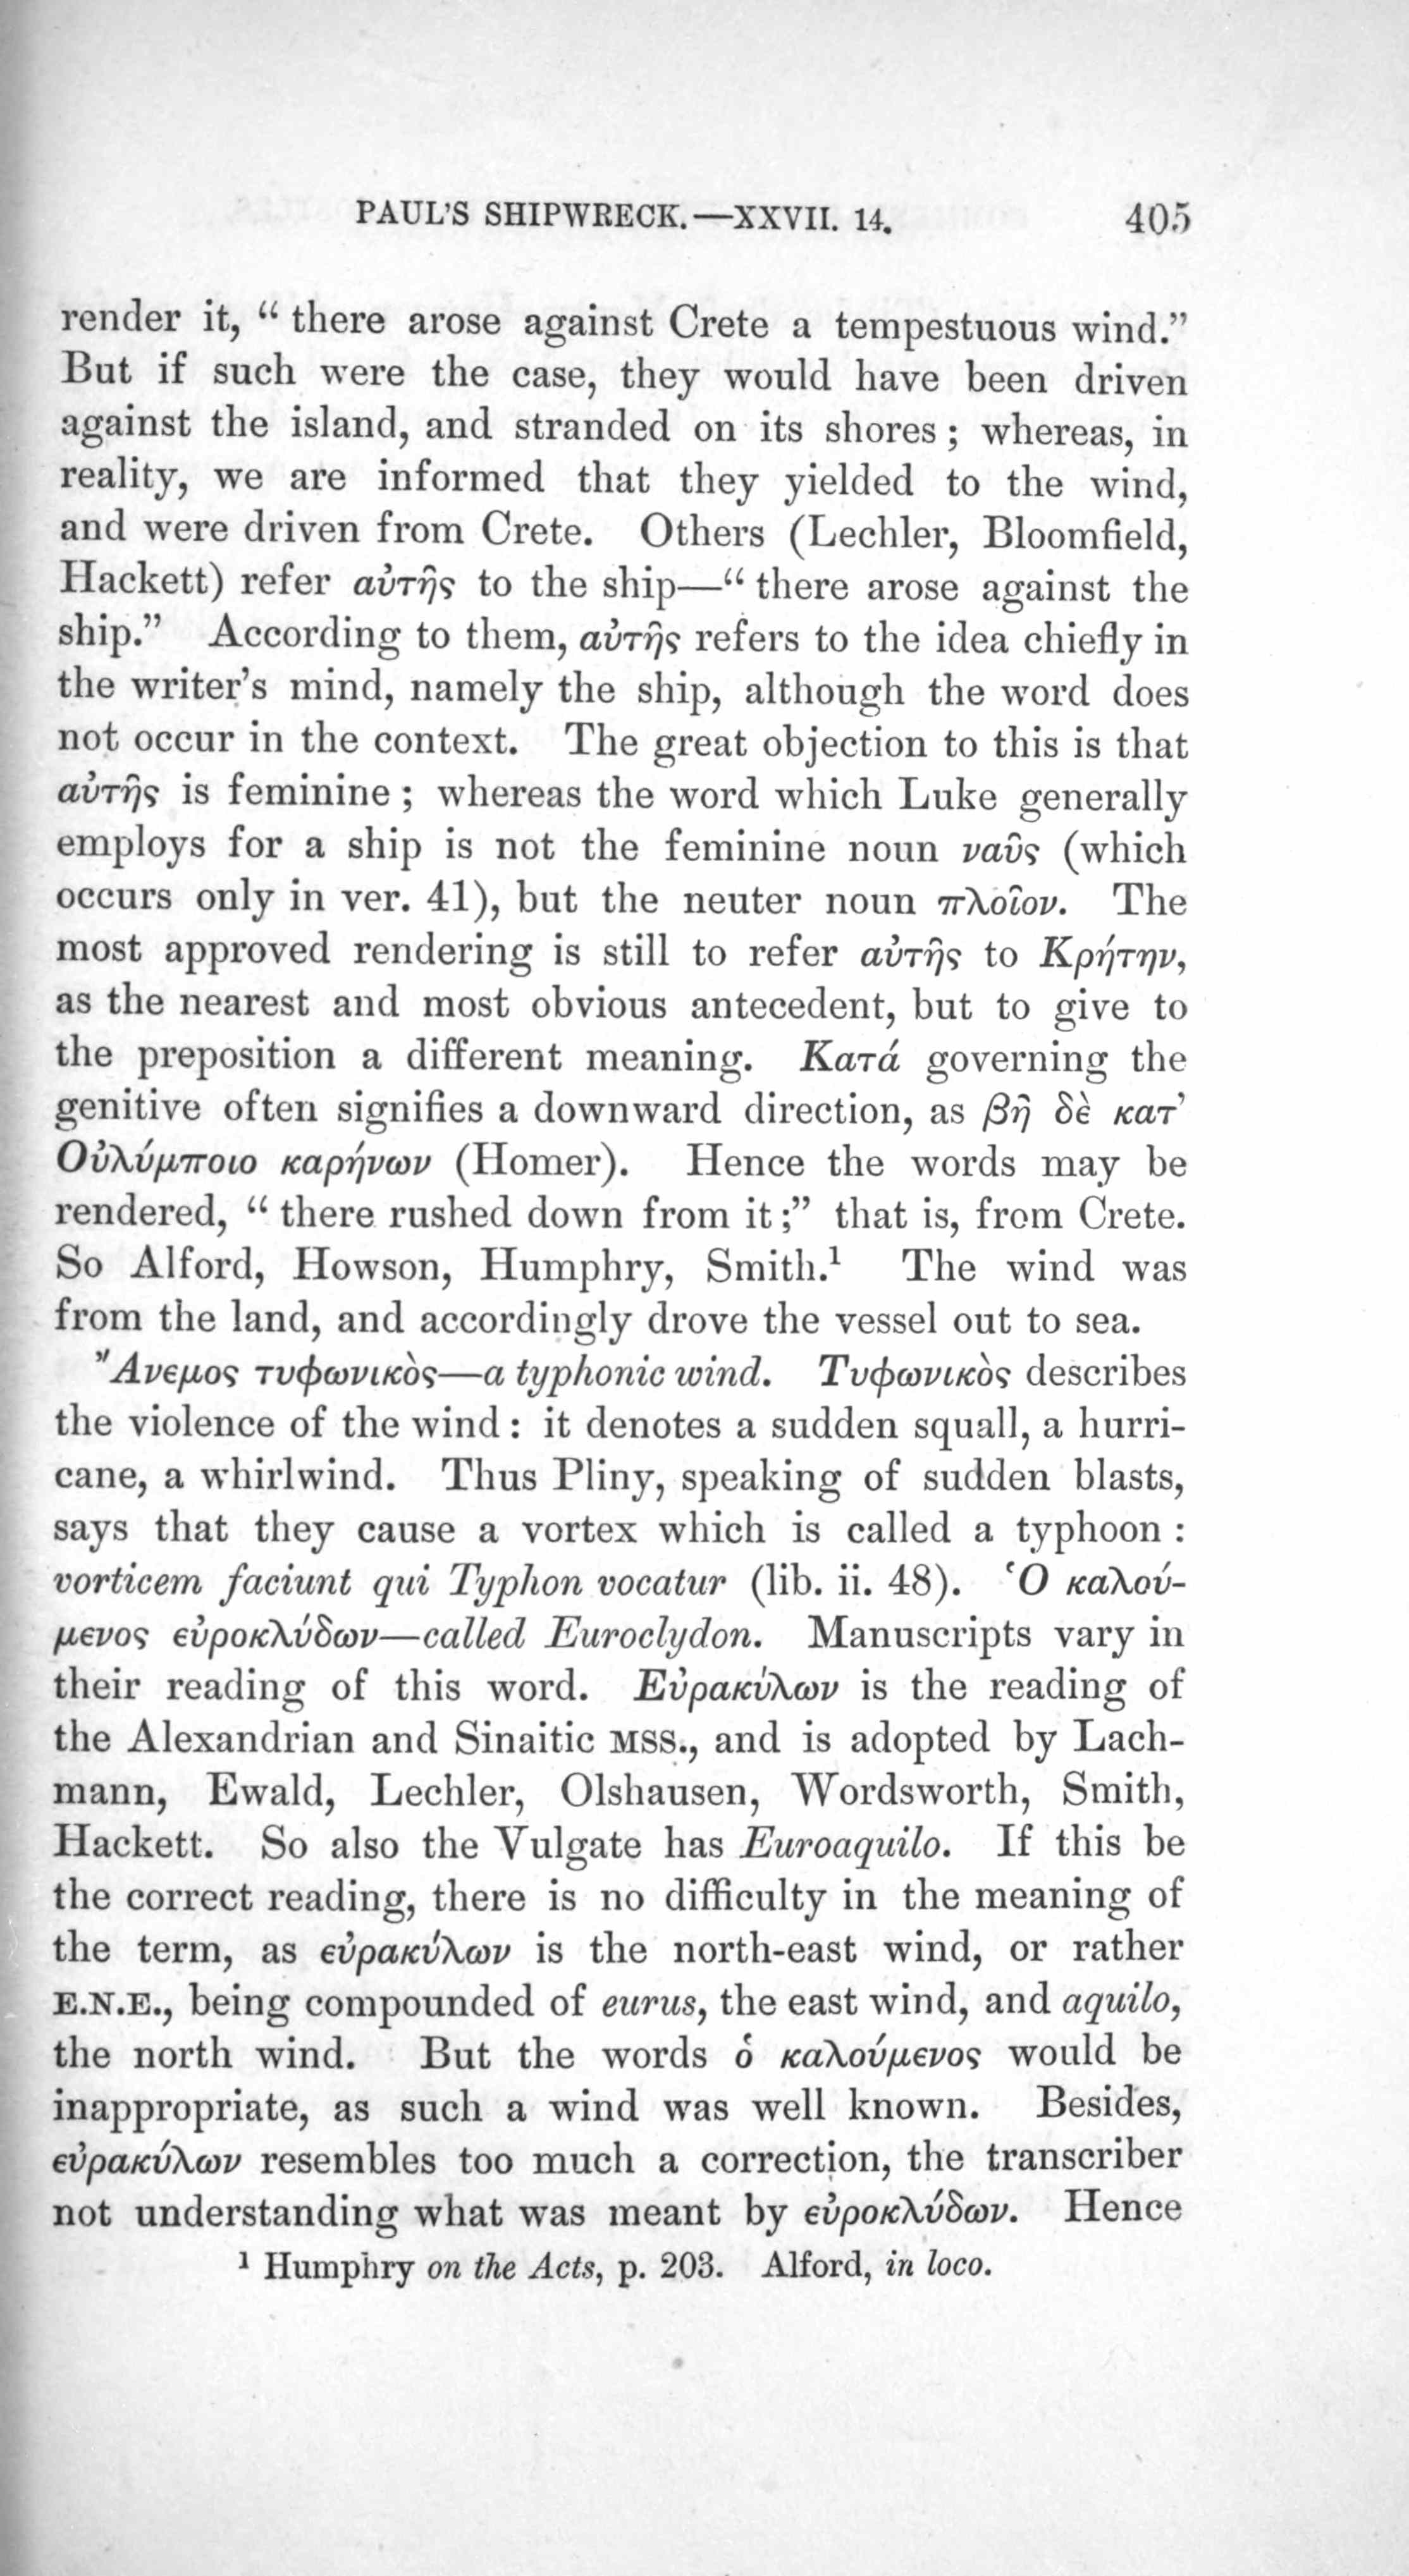 PAUL'S SHIPWRECK.—XXVII. 14. 405
render it, “ there arose against Crete a tempestuous wind.”
But if such were the case, they would have been driven
against the island, and stranded on its shores ; whereas, in
reality, we are informed that they yielded to the wind,
and were driven from Crete. Others (Lechler, Bloomfield,
Hackett) refer αὐτῆς to the ship—“ there arose against the
ship.” According to them, αὐτῆς refers to the idea chiefly in
the writer's mind, namely the ship, although the word does
not occur in the context. The great objection to this is that
αὐτῆς is feminine ; whereas the word which Luke generally
employs for a ship is not the feminine noun ναῦς (which
occurs only in ver. 41), but the neuter noun πλοῖον. The
most approved rendering is still to refer αὐτῆς to Κρήτην,
as the nearest and most obvious antecedent, but to give to
the preposition a different meaning. Κατά governing the
genitive often signifies a downward direction, as βῆ δὲ κατ᾽
Οὐλύμποιο καρήνων (Homer). Hence the words may be
rendered, “ there rushed down from it ;” that is, from Crete.
So Alford, Howson, Humphry, Smith.¹ The wind was
from the land, and accordingly drove the vessel out to sea.
Ἄνεμος τυφωνικὸς—a typhonic wind. Τυφωνικὸς describes
the violence of the wind : it denotes a sudden squall, a hurri-
cane, a whirlwind. Thus Pliny, speaking of sudden blasts,
says that they cause a vortex which is called a typhoon :
vorticem faciunt qui Typhon vocatur (lib. ii. 48). Ὁ καλού-
μενος εὐροκλύδων—called Euroclydon. Manuscripts vary in
their reading of this word. Εὐρακύλων is the reading of
the Alexandrian and Sinaitic MSS., and is adopted by Lach-
mann, Ewald, Lechler, Olshausen, Wordsworth, Smith,
Hackett. So also the Vulgate has Euroaquilo. If this be
the correct reading, there is no difficulty in the meaning of
the term, as εὐρακύλων is the north-east wind, or rather
E.N.E., being compounded of eurus, the east wind, and aquilo,
the north wind. But the words ὁ καλούμενος would be
inappropriate, as such a wind was well known. Besides,
εὐρακύλων resembles too much a correction, the transcriber
not understanding what was meant by εὐροκλύδων. Hence
¹ Humphry on the Acts, p. 203. Alford, in loco.